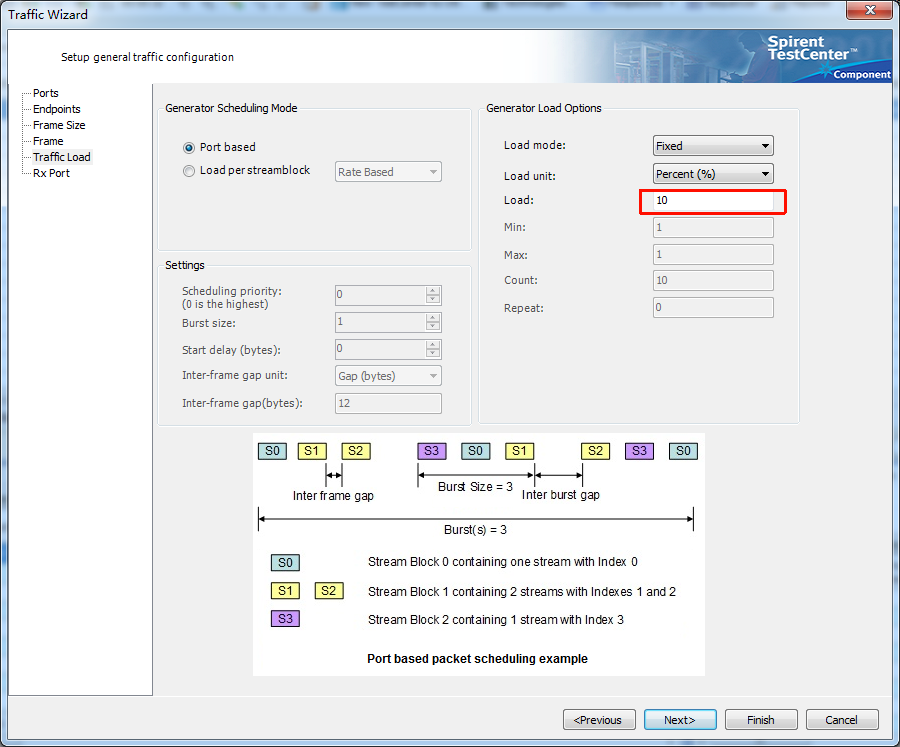 Traffic Wizard
Setup general traffic configuration
Spirent
TestCenter™
Component
Ports
Endpoints
Frame Size
Frame
Traffic Load
Rx Port
Generator Scheduling Mode
Port based
Load per streamblock
Rate Based
Settings
Scheduling priority:
(0 is the highest)
0
Burst size:
1
Start delay (bytes):
0
Inter-frame gap unit:
Gap (bytes)
Inter-frame gap(bytes):
12
Generator Load Options
Load mode:
Fixed
Load unit:
Percent (%)
Load:
10
Min:
1
Max:
1
Count:
10
Repeat:
0
S0 S1 S2 S3 S0 S1 S2 S3 S0
Inter frame gap
Burst Size = 3
Inter burst gap
Burst(s) = 3
S0 Stream Block 0 containing one stream with Index 0
S1 S2 Stream Block 1 containing 2 streams with Indexes 1 and 2
S3 Stream Block 2 containing 1 stream with Index 3
Port based packet scheduling example
<Previous
Next>
Finish
Cancel